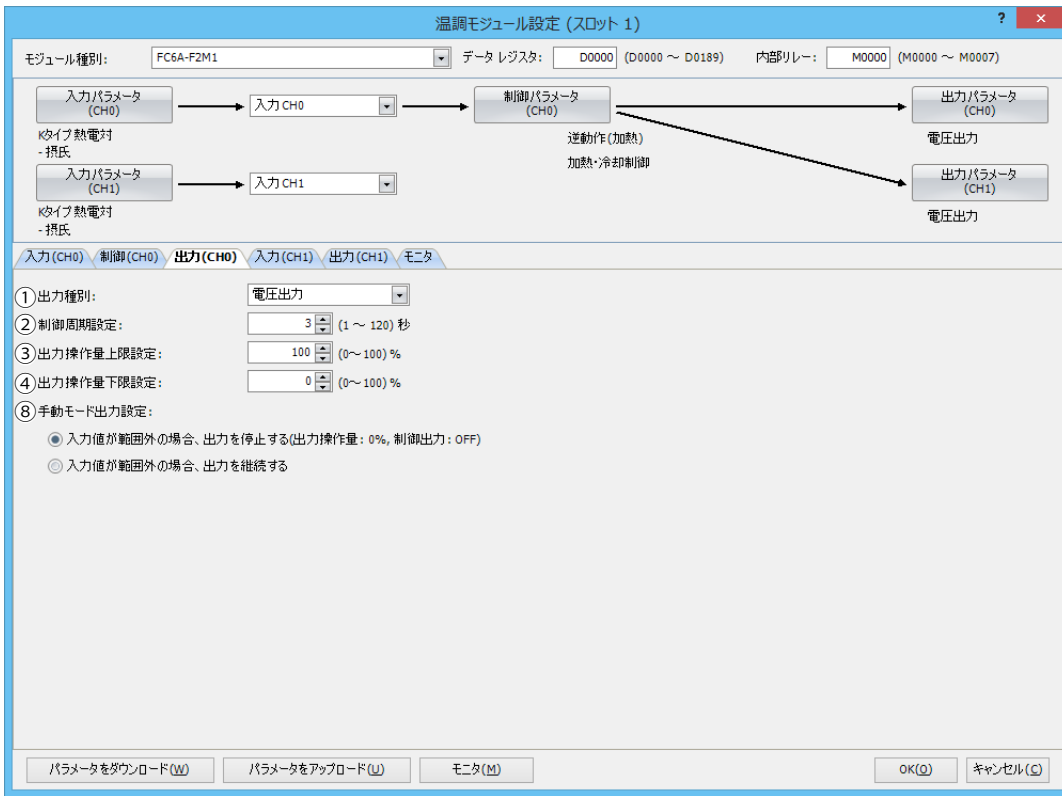 温調モジュール設定 (スロット 1)
? ×
モジュール種別: FC6A-F2M1 データ レジスタ: D0000 (D0000 ～ D0189) 内部リレー: M0000 (M0000 ～ M0007)
入力パラメータ
(CH0)
入力 CH0
制御パラメータ
(CH0)
出力パラメータ
(CH0)
Kタイプ 熱電対
- 摂氏
逆動作(加熱)
加熱・冷却制御
電圧出力
入力パラメータ
(CH1)
入力 CH1
出力パラメータ
(CH1)
Kタイプ 熱電対
- 摂氏
電圧出力
入力(CH0) 制御(CH0) 出力(CH0) 入力(CH1) 出力(CH1) モニタ
①出力種別: 電圧出力
②制御周期設定: 3 (1 ～ 120) 秒
③出力操作量上限設定: 100 (0～ 100) %
④出力操作量下限設定: 0 (0～ 100) %
⑧手動モード出力設定:
入力値が範囲外の場合、出力を停止する(出力操作量: 0%, 制御出力: OFF)
入力値が範囲外の場合、出力を継続する
パラメータをダウンロード(W) パラメータをアップロード(U) モニタ(M) OK(O) キャンセル(C)